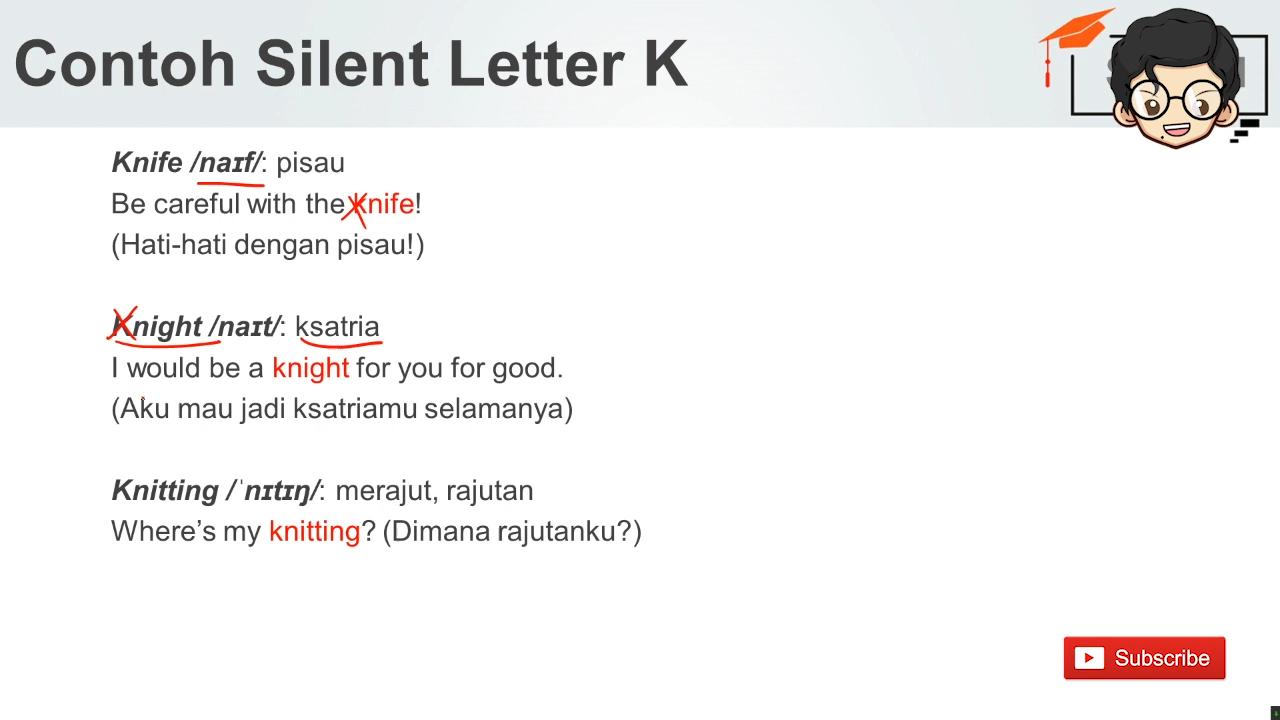 Contoh Silent Letter K
Knife /naɪf/: pisau
Be careful with the knife!
(Hati-hati dengan pisau!)
Knight /naɪt/: ksatria
I would be a knight for you for good.
(Aku mau jadi ksatriamu selamanya)
Knitting /ˈnɪtɪŋ/: merajut, rajutan
Where’s my knitting? (Dimana rajutanku?)
Subscribe